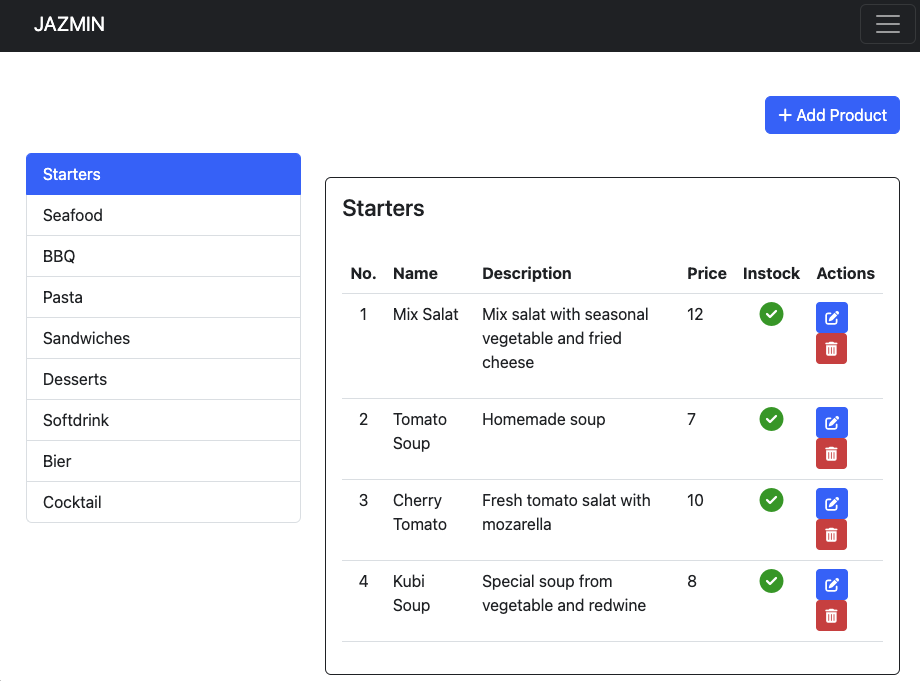 JAZMIN
+ Add Product
Starters
Seafood
BBQ
Pasta
Sandwiches
Desserts
Softdrink
Bier
Cocktail
Starters
No. Name Description Price Instock Actions
1 Mix Salat Mix salat with seasonal 12
vegetable and fried
cheese
2 Tomato Homemade soup 7
Soup
3 Cherry Fresh tomato salat with 10
Tomato mozarella
4 Kubi Special soup from 8
Soup vegetable and redwine